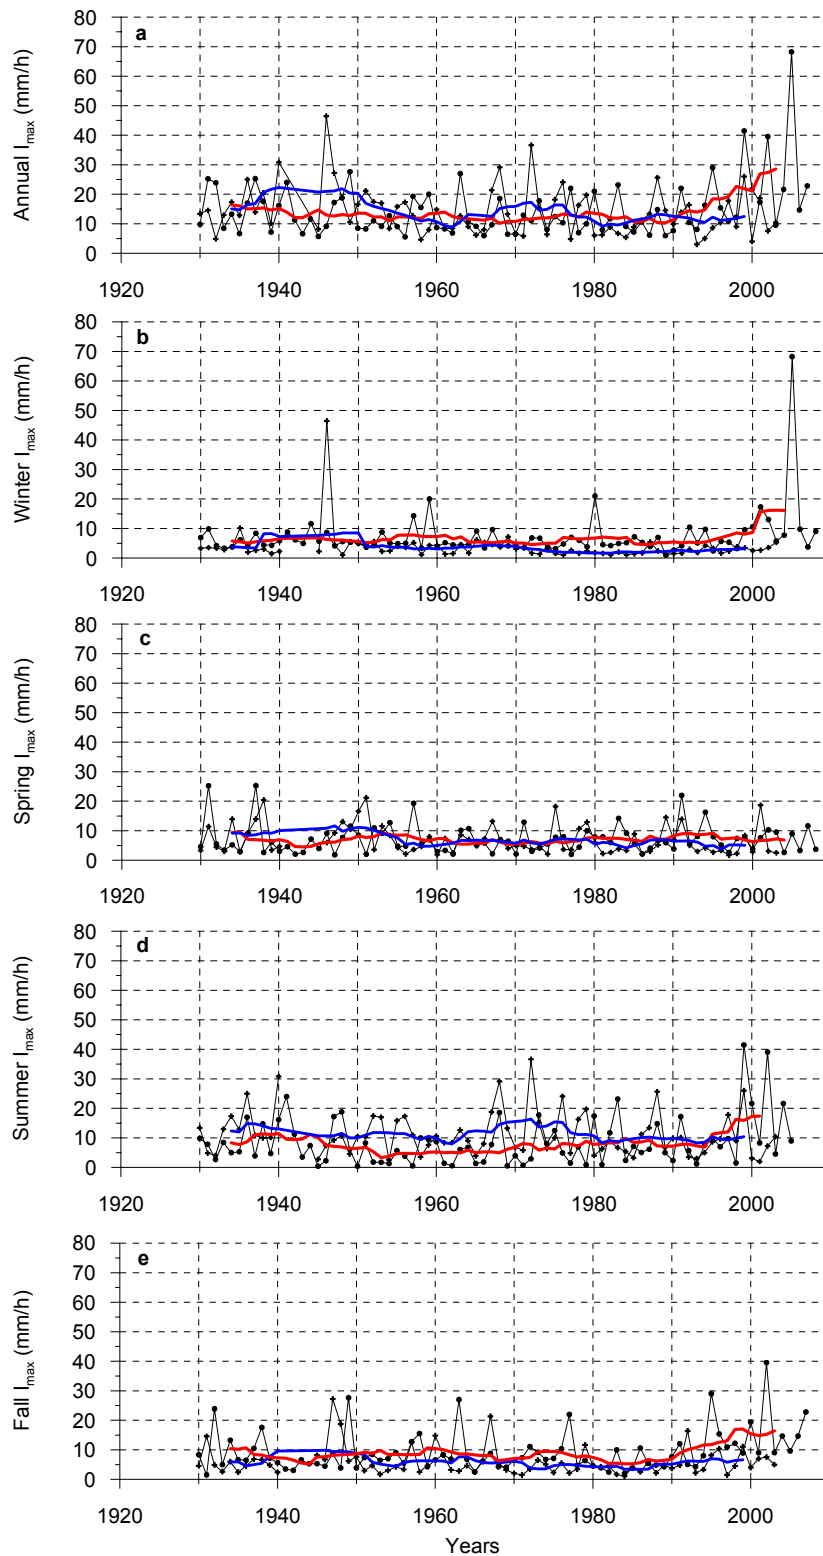 a
Annual Imax (mm/h)
80
70
60
50
40
30
20
10
0
1920 1940 1960 1980 2000
b
Winter Imax (mm/h)
80
70
60
50
40
30
20
10
0
1920 1940 1960 1980 2000
c
Spring Imax (mm/h)
80
70
60
50
40
30
20
10
0
1920 1940 1960 1980 2000
d
Summer Imax (mm/h)
80
70
60
50
40
30
20
10
0
1920 1940 1960 1980 2000
e
Fall Imax (mm/h)
80
70
60
50
40
30
20
10
0
1920 1940 1960 1980 2000
Years